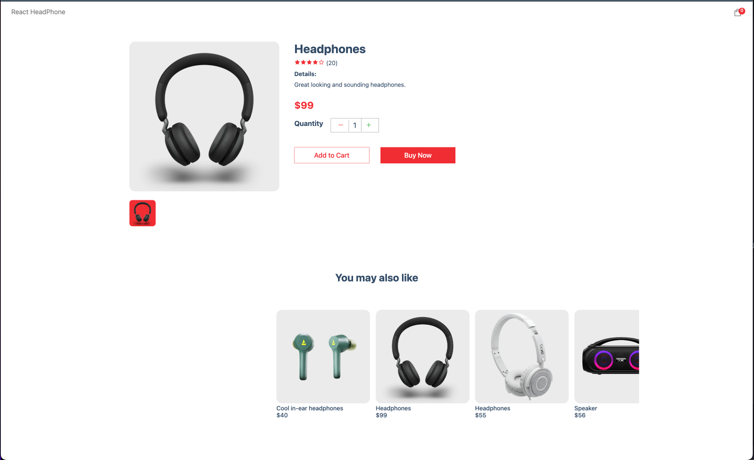 React HeadPhone
0
Headphones
(20)
Details:
Great looking and sounding headphones.
$99
Quantity − 1 +
Add to Cart
Buy Now
You may also like
Cool in-ear headphones
$40
Headphones
$99
Headphones
$55
Speaker
$56